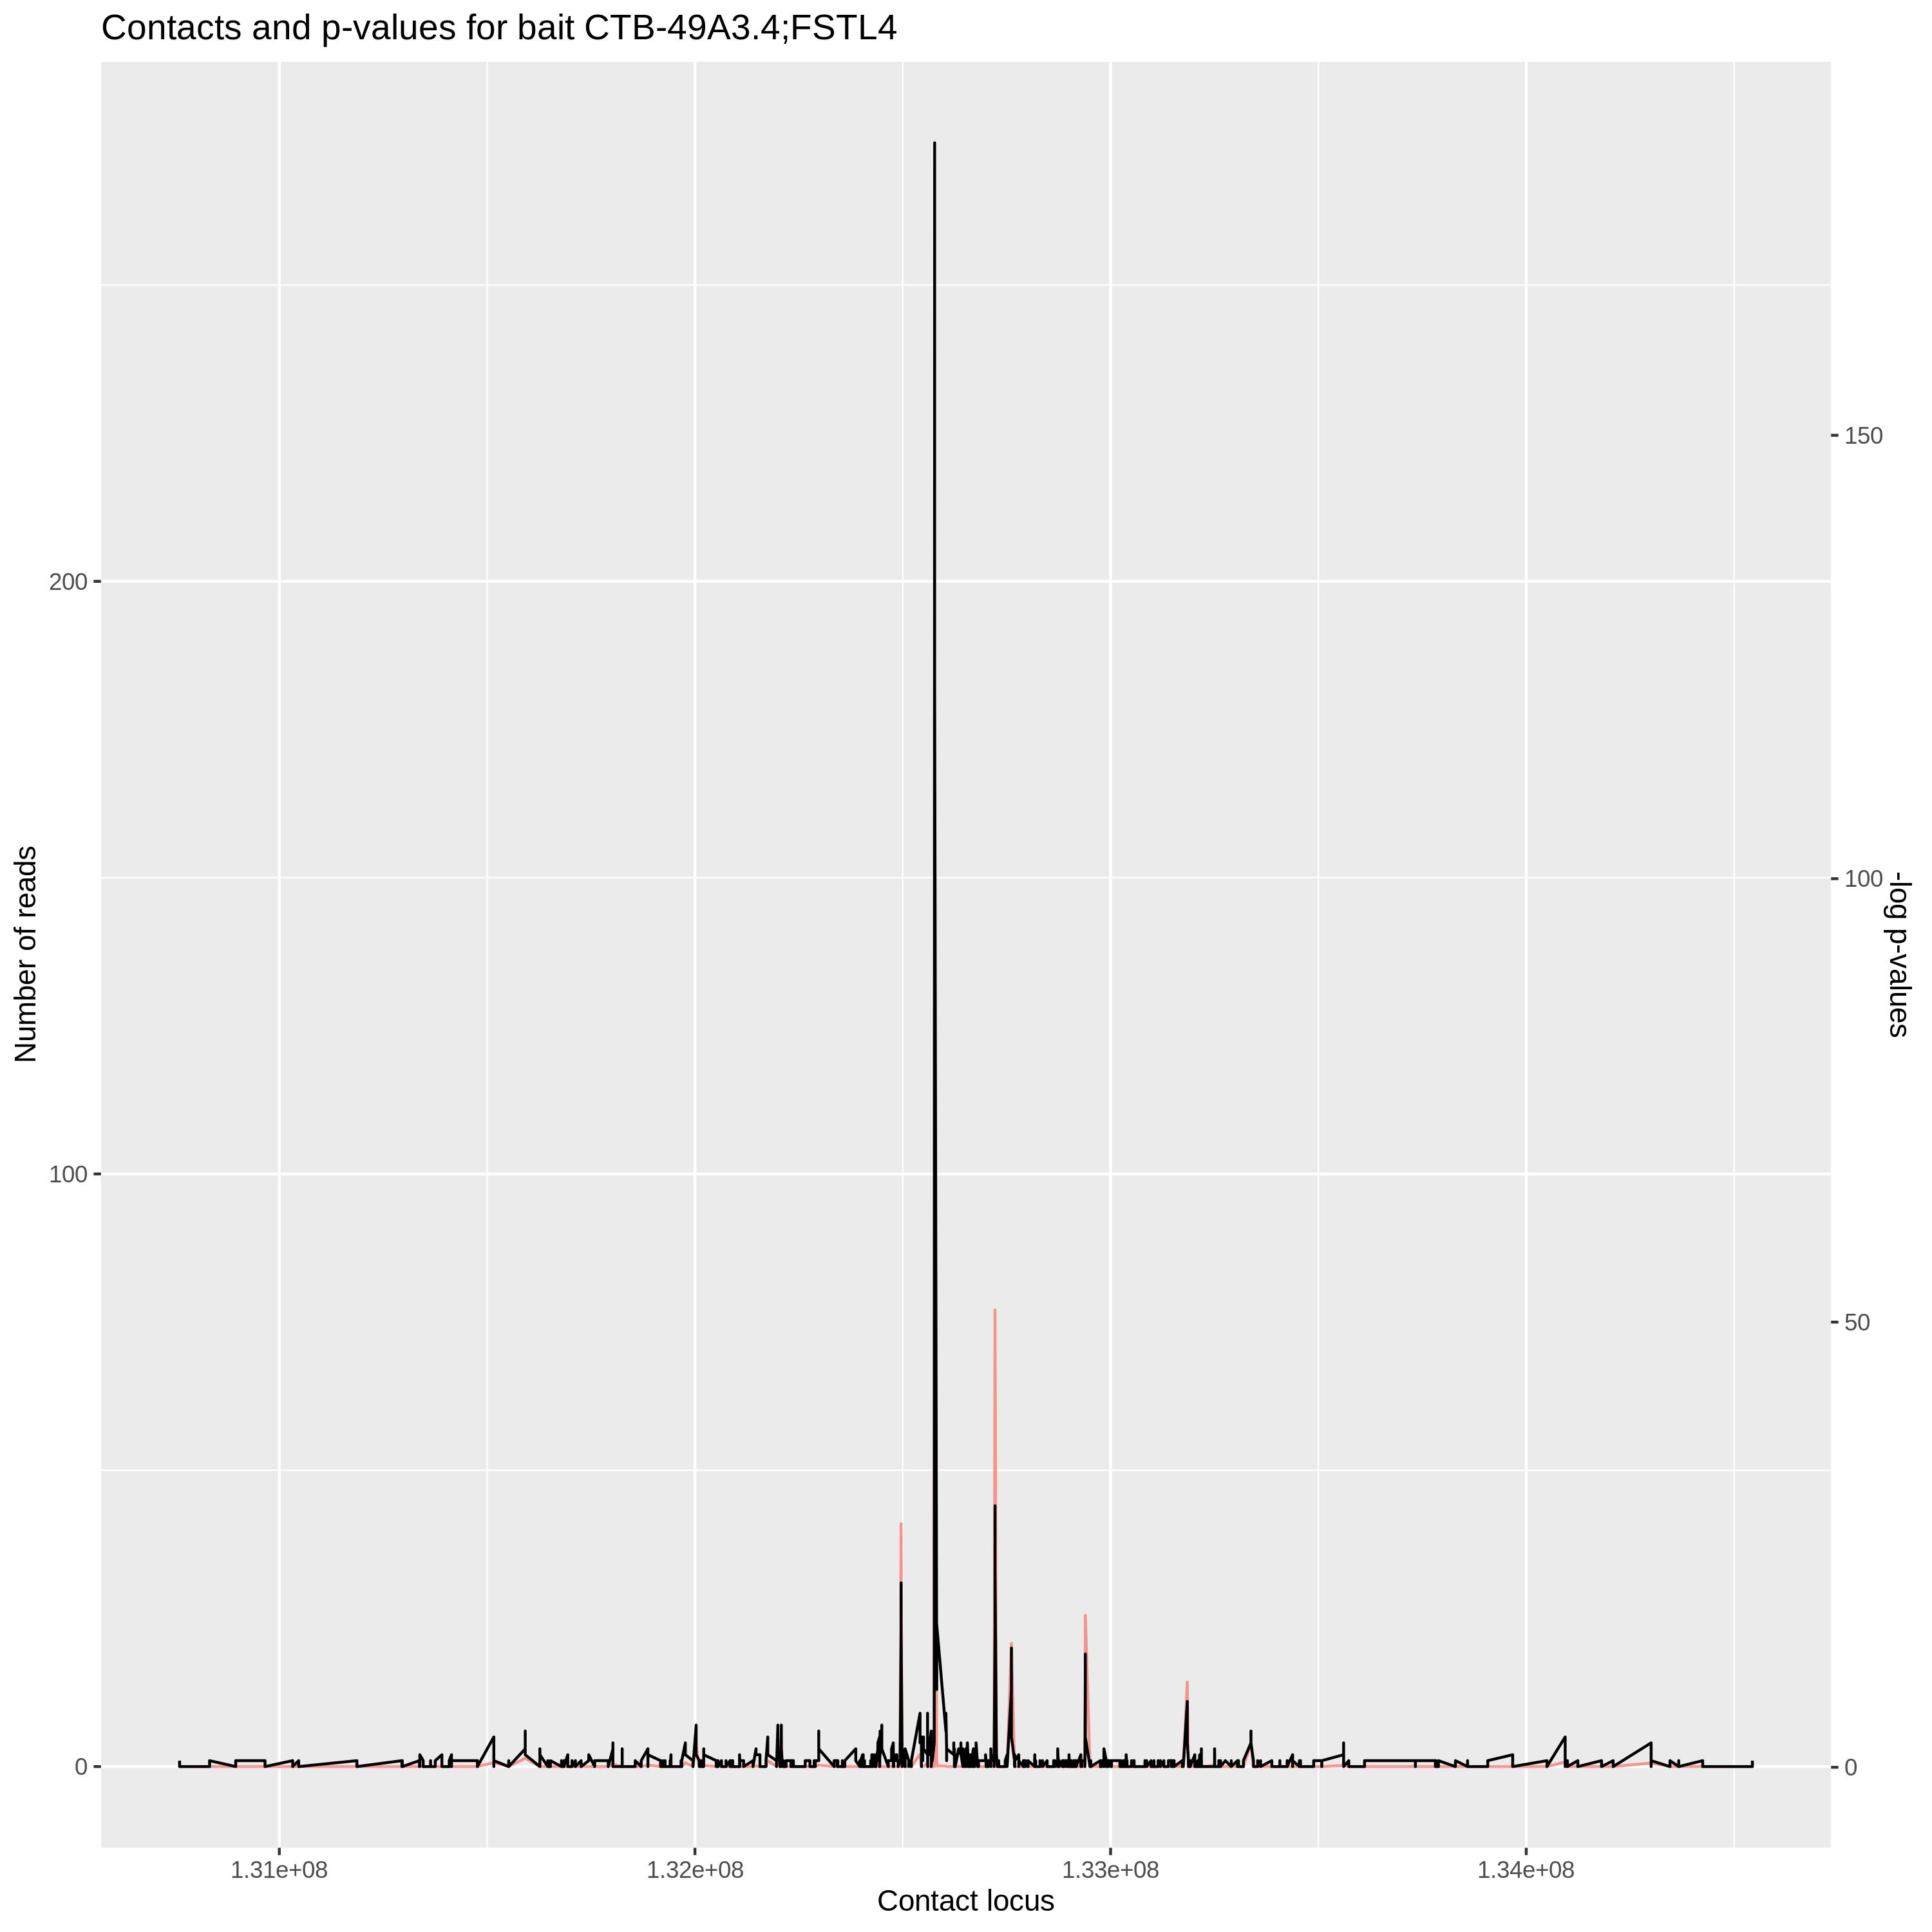 Contacts and p-values for bait CTB-49A3.4;FSTL4
Number of reads
200
100
0
150
100
50
0
-log p-values
1.31e+08
1.32e+08
1.33e+08
1.34e+08
Contact locus